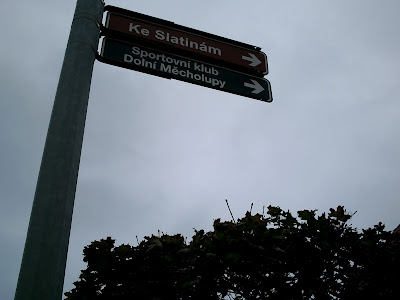 Ke Slatinám
Sportovní klub
Dolní Měcholupy